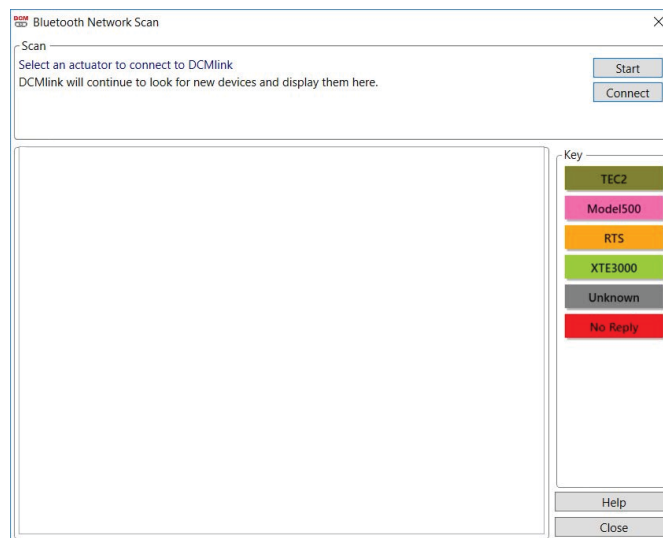 BGM
Bluetooth Network Scan
Scan
Select an actuator to connect to DCMlink
DCMlink will continue to look for new devices and display them here.
Start
Connect
Key
TEC2
Model500
RTS
XTE3000
Unknown
No Reply
Help
Close